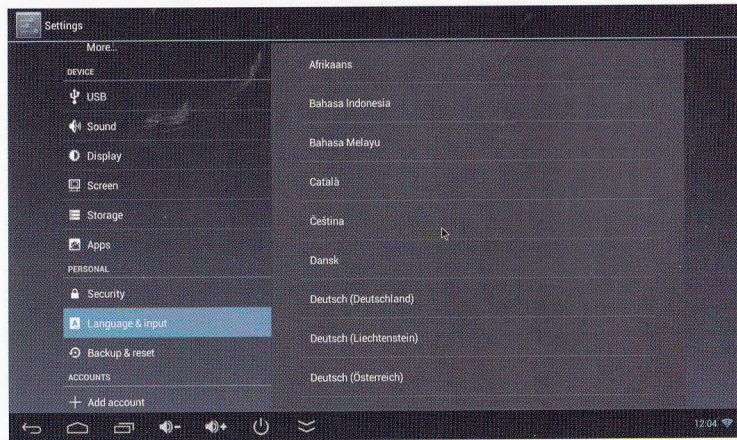 Settings
More...
DEVICE
USB
Sound
Display
Screen
Storage
Apps
PERSONAL
Security
Language & input
Backup & reset
ACCOUNTS
Add account
Afrikaans
Bahasa Indonesia
Bahasa Melayu
Català
Čeština
Dansk
Deutsch (Deutschland)
Deutsch (Liechtenstein)
Deutsch (Österreich)
12:04